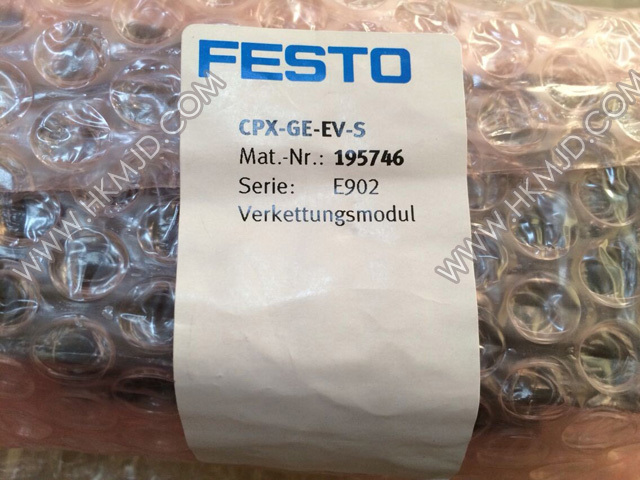 FESTO
CPX-GE-EV-S
Mat.-Nr.: 195746
Serie: E902
Verkettungsmodul
WWW.HKMJD.COM
WWW.HKMJD.COM